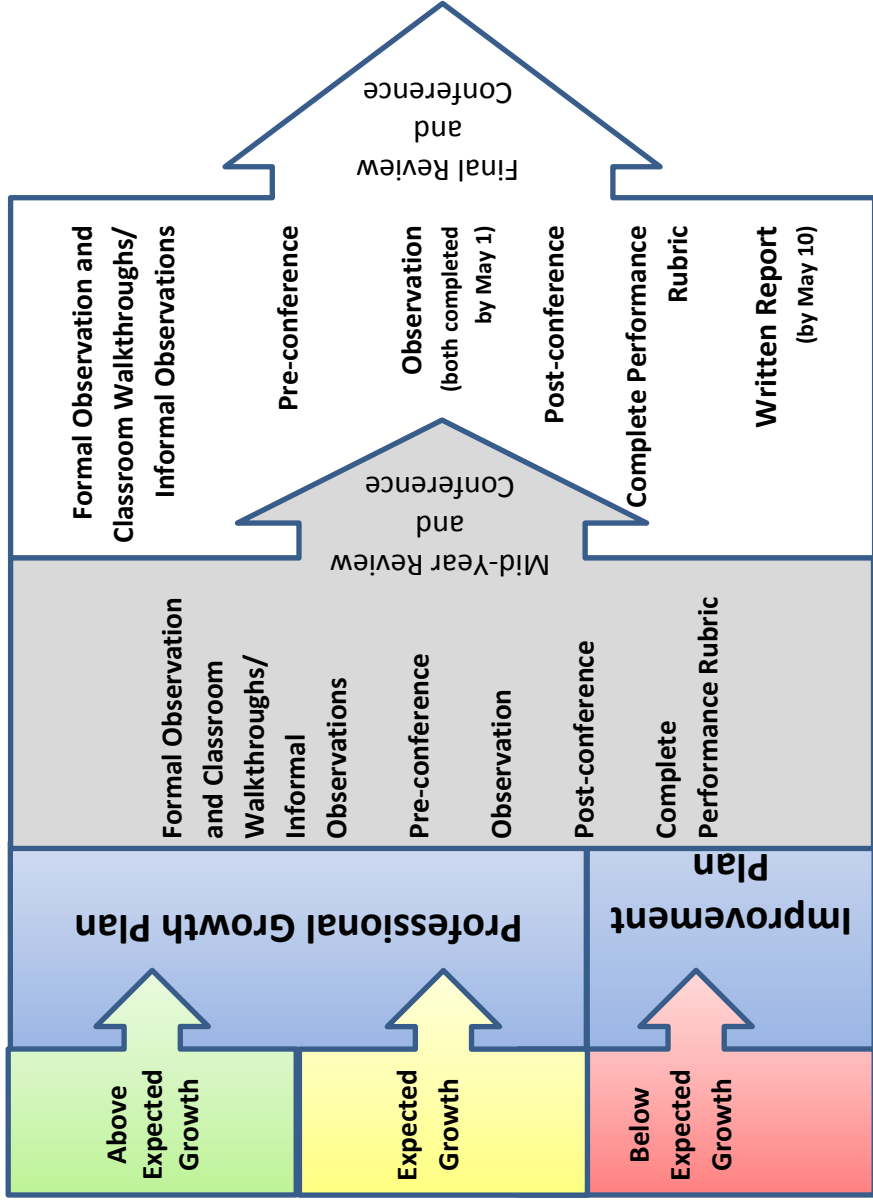 Above
Expected
Growth
Expected
Growth
Below
Expected
Growth
Professional Growth Plan
Improvement
Plan
Formal Observation
and Classroom
Walkthroughs/
Informal
Observations
Pre-conference
Observation
Post-conference
Complete
Performance Rubric
Mid-Year Review
and
Conference
Formal Observation and
Classroom Walkthroughs/
Informal Observations
Pre-conference
Observation
(both completed
by May 1)
Post-conference
Complete Performance
Rubric
Written Report
(by May 10)
Final Review
and
Conference